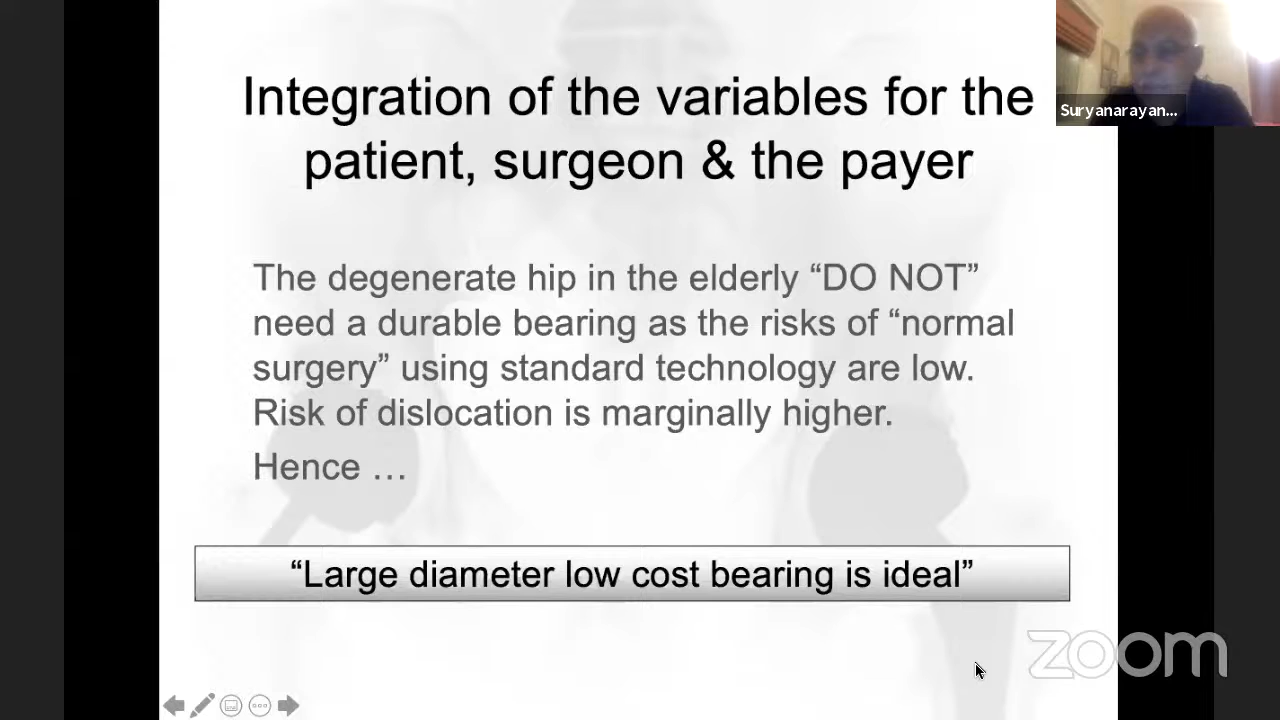 Integration of the variables for the
patient, surgeon & the payer
Suryanarayan...
The degenerate hip in the elderly “DO NOT”
need a durable bearing as the risks of “normal
surgery” using standard technology are low.
Risk of dislocation is marginally higher.
Hence …
“Large diameter low cost bearing is ideal”
zoom